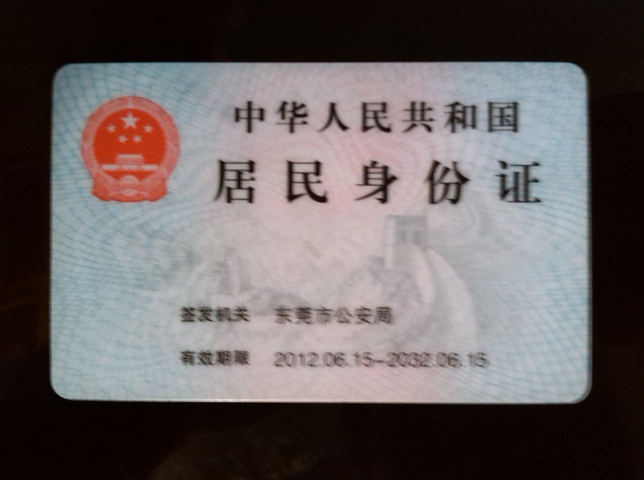 中华人民共和国
居民身份证
签发机关 东莞市公安局
有效期限 2012.06.15-2032.06.15